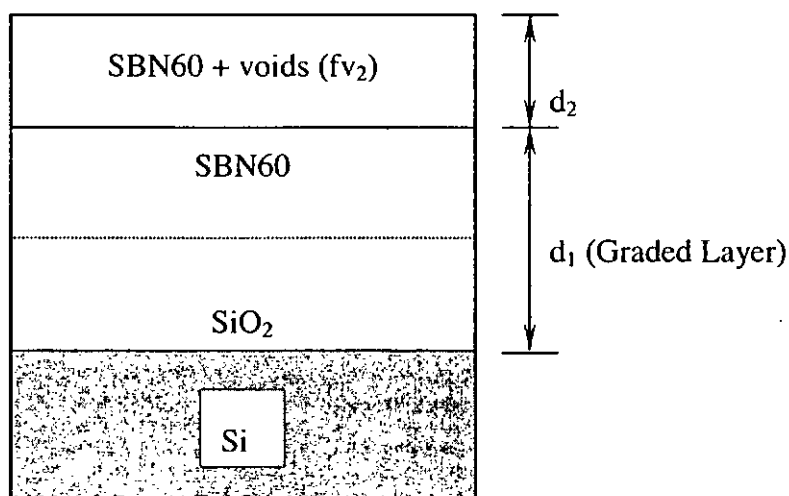 SBN60 + voids (fv₂)
d₂
SBN60
d₁ (Graded Layer)
SiO₂
Si